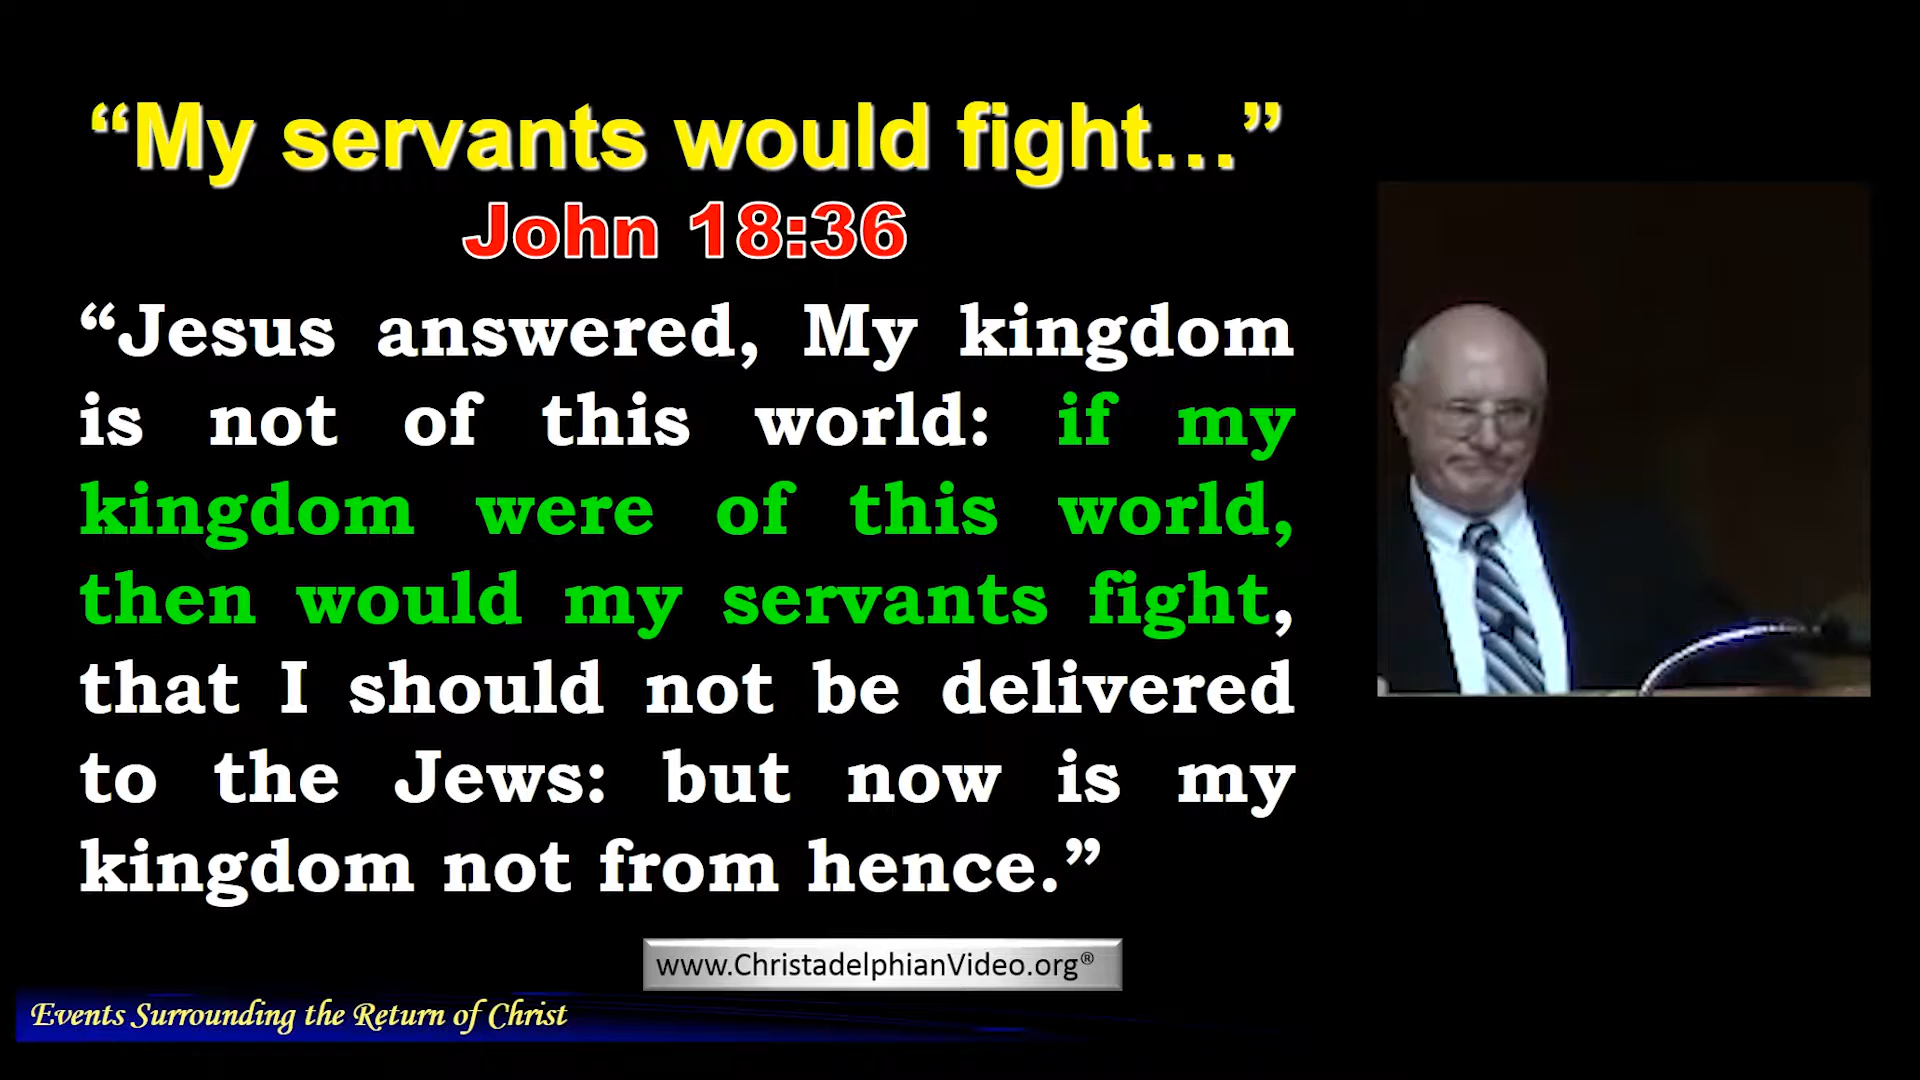 “My servants would fight…”
John 18:36
“Jesus answered, My kingdom
is not of this world: if my
kingdom were of this world,
then would my servants fight,
that I should not be delivered
to the Jews: but now is my
kingdom not from hence.”
www.ChristadelphianVideo.org®
Events Surrounding the Return of Christ